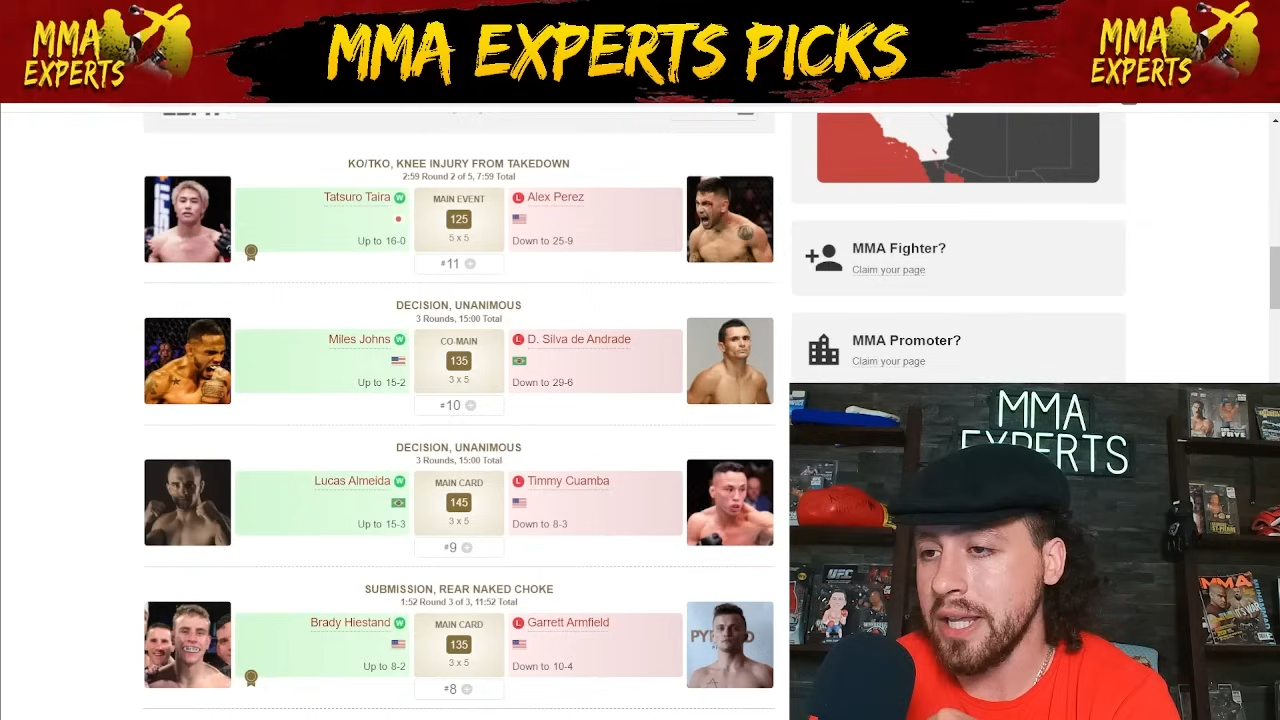 MMA
EXPERTS
MMA EXPERTS PICKS
MMA
EXPERTS
KO/TKO, KNEE INJURY FROM TAKEDOWN
2:59 Round 2 of 5, 7:59 Total
Tatsuro Taira W
MAIN EVENT
L Alex Perez
125
Up to 16-0
5 x 5
Down to 25-9
#11
DECISION, UNANIMOUS
3 Rounds, 15:00 Total
Miles Johns W
CO-MAIN
L D. Silva de Andrade
135
Up to 15-2
3 x 5
Down to 29-6
#10
DECISION, UNANIMOUS
3 Rounds, 15:00 Total
Lucas Almeida W
MAIN CARD
L Timmy Cuamba
145
Up to 15-3
3 x 5
Down to 8-3
#9
SUBMISSION, REAR NAKED CHOKE
1:52 Round 3 of 3, 11:52 Total
Brady Hiestand W
MAIN CARD
L Garrett Armfield
135
Up to 8-2
3 x 5
Down to 10-4
#8
MMA Fighter?
Claim your page
MMA Promoter?
Claim your page
MMA
EXPERTS
UFC
MMA